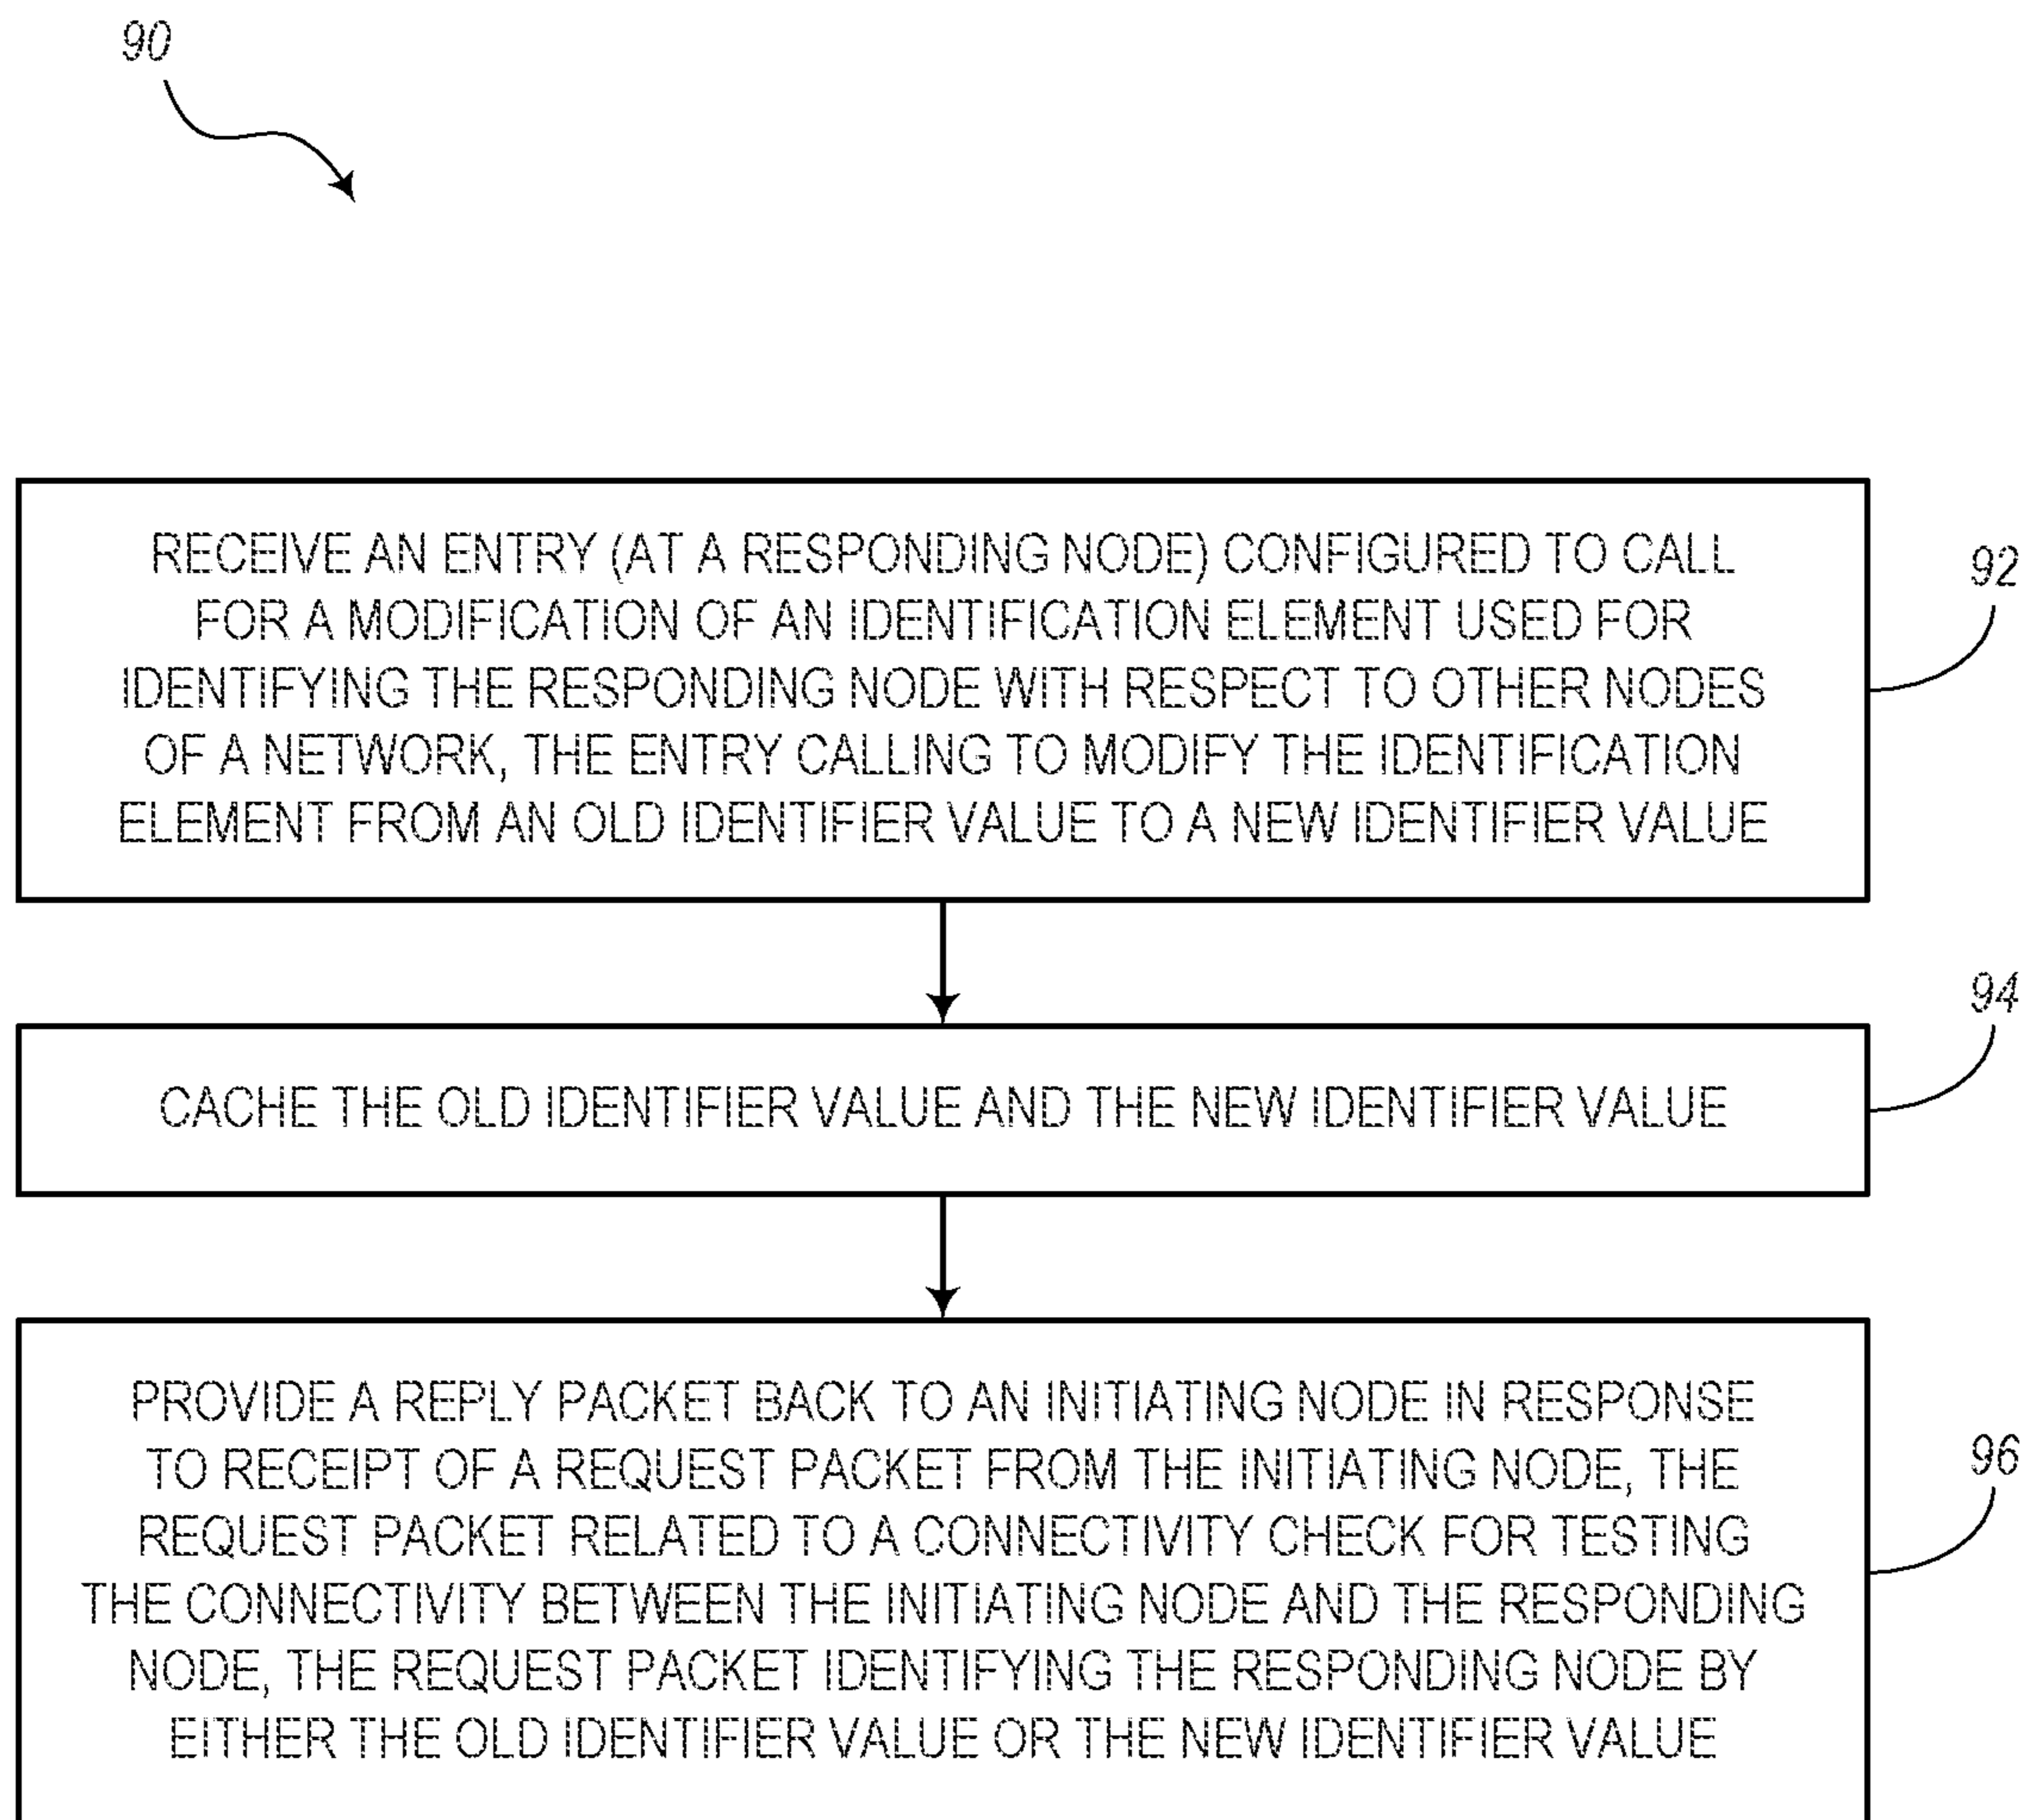 90
RECEIVE AN ENTRY (AT A RESPONDING NODE) CONFIGURED TO CALL
FOR A MODIFICATION OF AN IDENTIFICATION ELEMENT USED FOR
IDENTIFYING THE RESPONDING NODE WITH RESPECT TO OTHER NODES
OF A NETWORK, THE ENTRY CALLING TO MODIFY THE IDENTIFICATION
ELEMENT FROM AN OLD IDENTIFIER VALUE TO A NEW IDENTIFIER VALUE
92
CACHE THE OLD IDENTIFIER VALUE AND THE NEW IDENTIFIER VALUE
94
PROVIDE A REPLY PACKET BACK TO AN INITIATING NODE IN RESPONSE
TO RECEIPT OF A REQUEST PACKET FROM THE INITIATING NODE, THE
REQUEST PACKET RELATED TO A CONNECTIVITY CHECK FOR TESTING
THE CONNECTIVITY BETWEEN THE INITIATING NODE AND THE RESPONDING
NODE, THE REQUEST PACKET IDENTIFYING THE RESPONDING NODE BY
EITHER THE OLD IDENTIFIER VALUE OR THE NEW IDENTIFIER VALUE
96